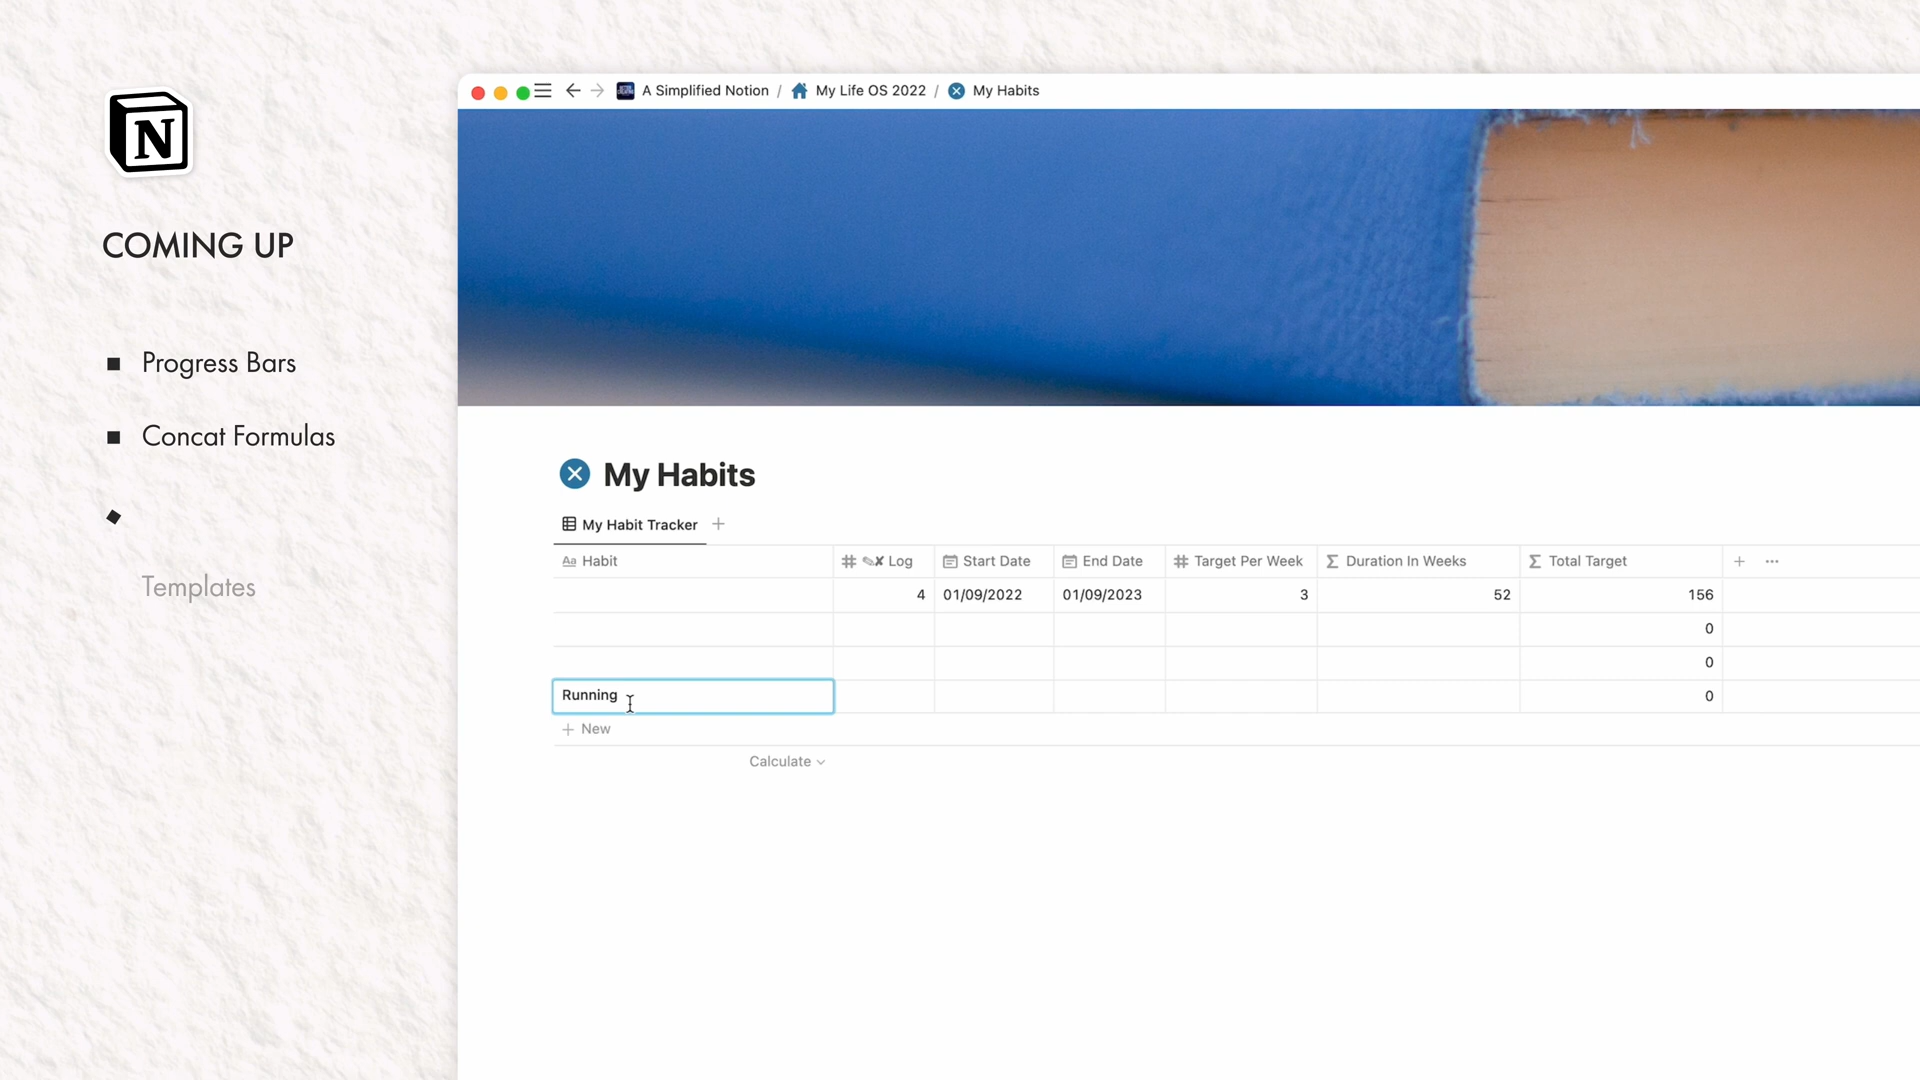 N
COMING UP
Progress Bars
Concat Formulas
Templates
A Simplified Notion / My Life OS 2022 / My Habits
My Habits
My Habit Tracker
Aa Habit # ✎✘ Log Start Date End Date # Target Per Week Σ Duration In Weeks Σ Total Target + ...
4 01/09/2022 01/09/2023 3 52 156
0
0
Running 0
+ New
Calculate